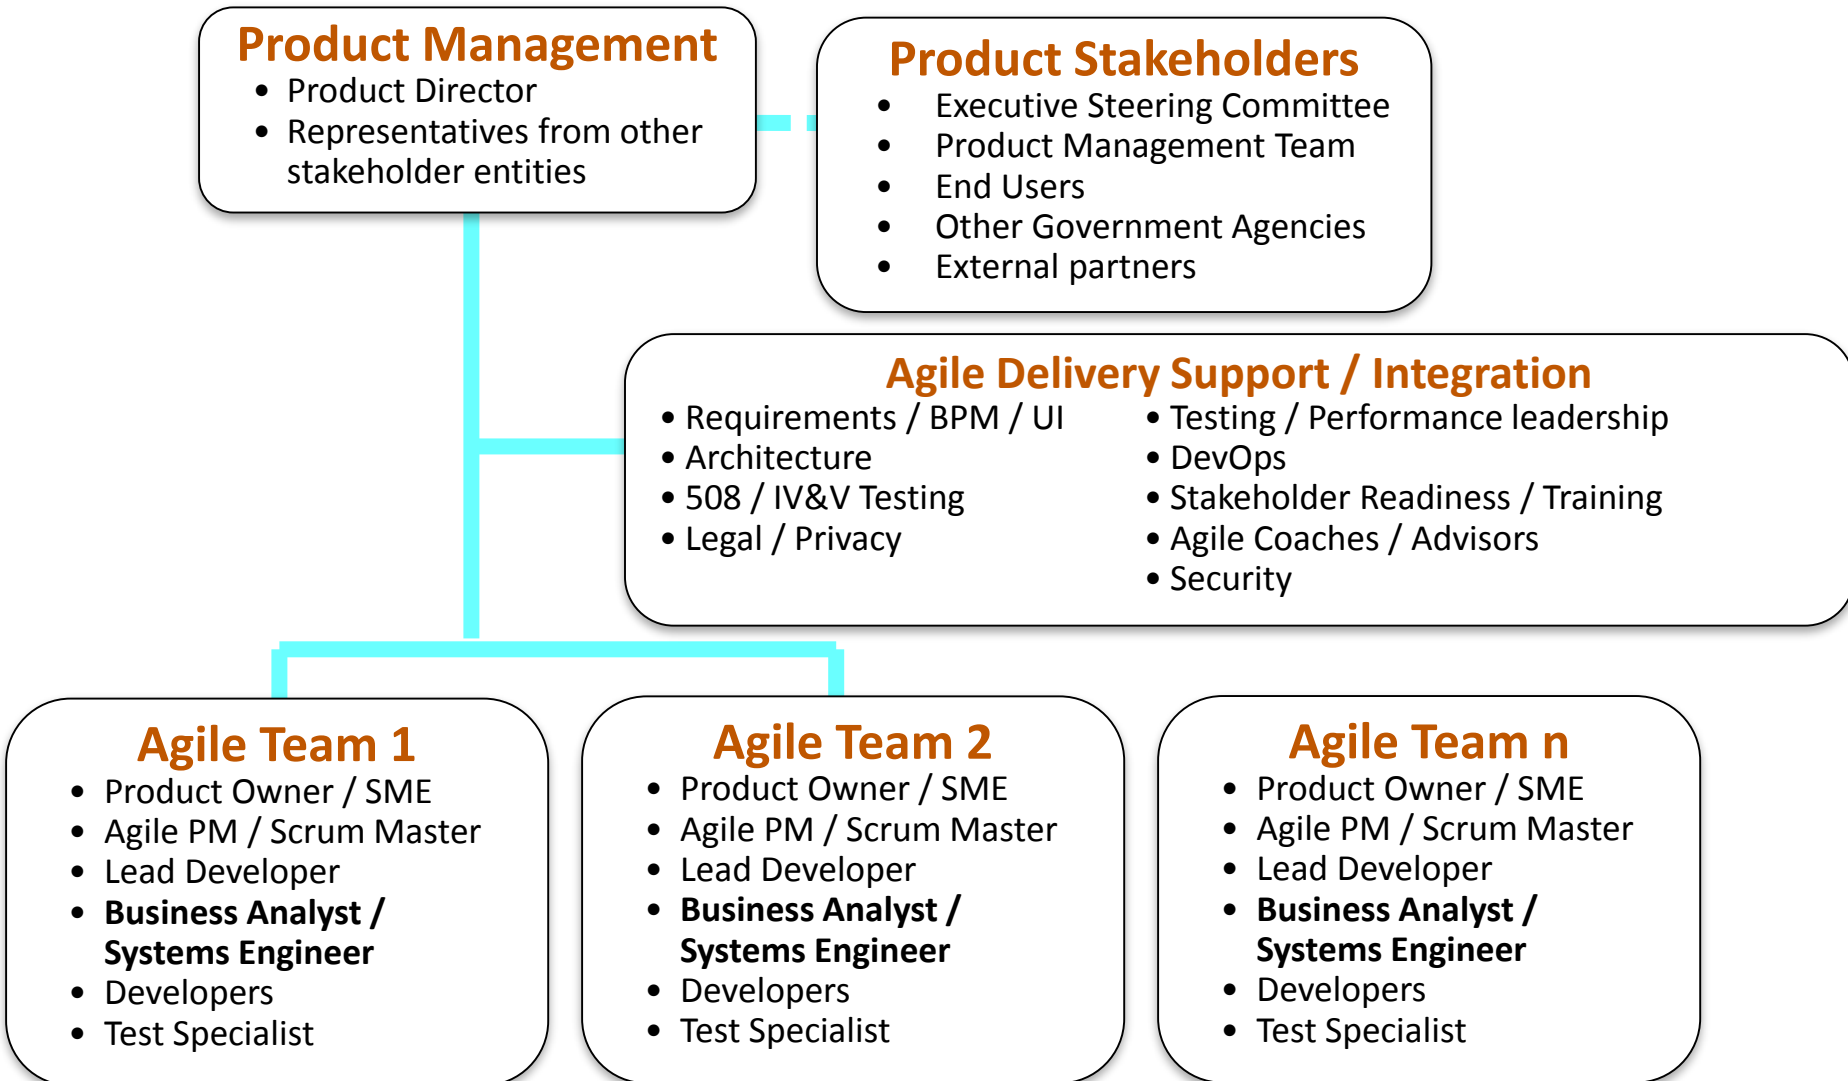 Product Management
• Product Director
• Representatives from other
stakeholder entities
Product Stakeholders
• Executive Steering Committee
• Product Management Team
• End Users
• Other Government Agencies
• External partners
Agile Delivery Support / Integration
• Requirements / BPM / UI
• Architecture
• 508 / IV&V Testing
• Legal / Privacy
• Testing / Performance leadership
• DevOps
• Stakeholder Readiness / Training
• Agile Coaches / Advisors
• Security
Agile Team 1
• Product Owner / SME
• Agile PM / Scrum Master
• Lead Developer
• Business Analyst /
Systems Engineer
• Developers
• Test Specialist
Agile Team 2
• Product Owner / SME
• Agile PM / Scrum Master
• Lead Developer
• Business Analyst /
Systems Engineer
• Developers
• Test Specialist
Agile Team n
• Product Owner / SME
• Agile PM / Scrum Master
• Lead Developer
• Business Analyst /
Systems Engineer
• Developers
• Test Specialist